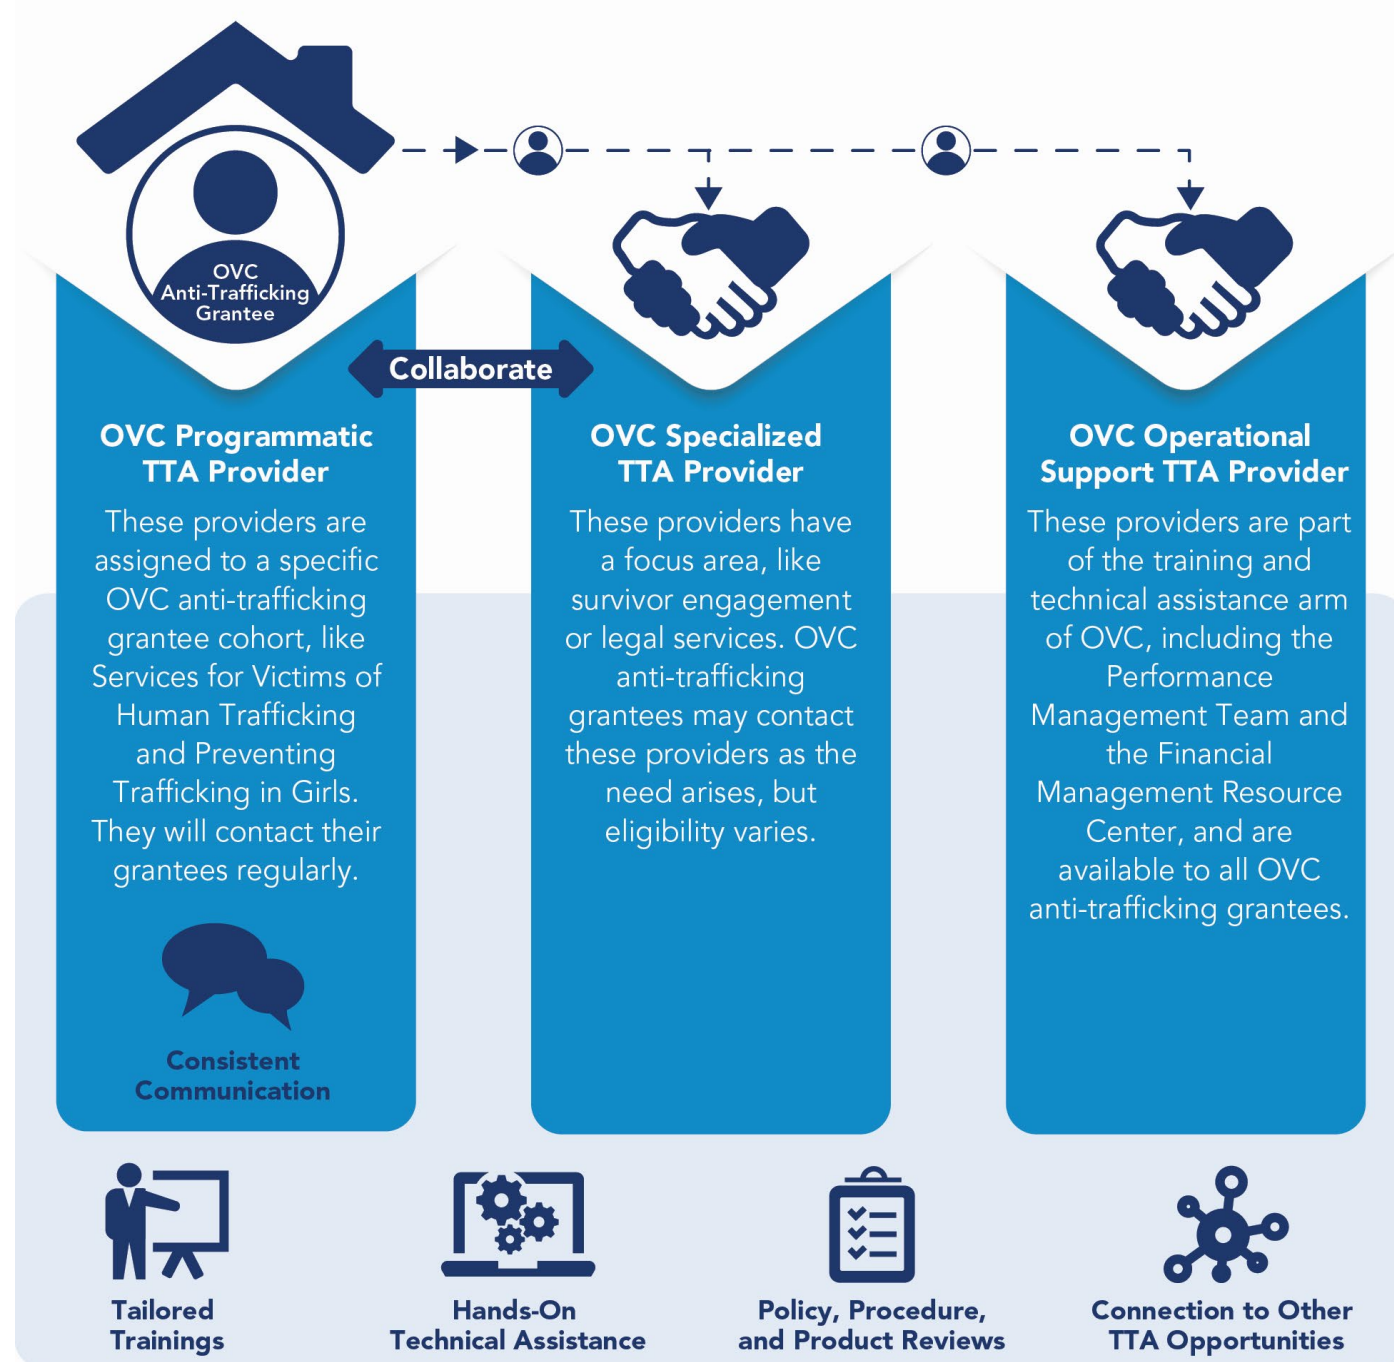 OVC
Anti-Trafficking
Grantee
Collaborate
OVC Programmatic
TTA Provider
These providers are
assigned to a specific
OVC anti-trafficking
grantee cohort, like
Services for Victims of
Human Trafficking
and Preventing
Trafficking in Girls.
They will contact their
grantees regularly.
Consistent
Communication
OVC Specialized
TTA Provider
These providers have
a focus area, like
survivor engagement
or legal services. OVC
anti-trafficking
grantees may contact
these providers as the
need arises, but
eligibility varies.
OVC Operational
Support TTA Provider
These providers are part
of the training and
technical assistance arm
of OVC, including the
Performance
Management Team and
the Financial
Management Resource
Center, and are
available to all OVC
anti-trafficking grantees.
Tailored
Trainings
Hands-On
Technical Assistance
Policy, Procedure,
and Product Reviews
Connection to Other
TTA Opportunities